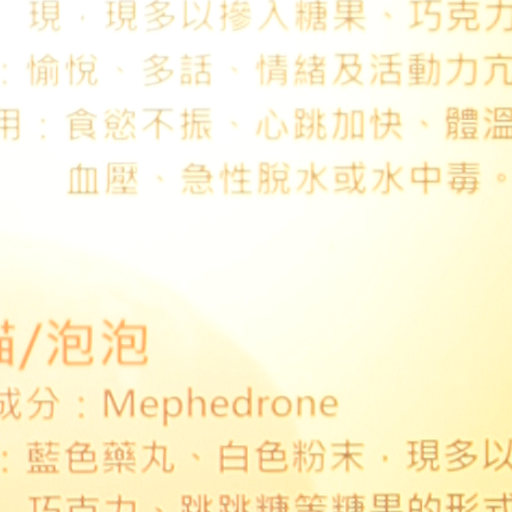 現，現多以摻入糖果、巧克力
：愉悅、多話、情緒及活動力亢
用：食慾不振、心跳加快、體溫
血壓、急性脫水或水中毒。
/泡泡
成分：Mephedrone
：藍色藥丸、白色粉末，現多以
巧克力、跳跳糖等糖果的形式